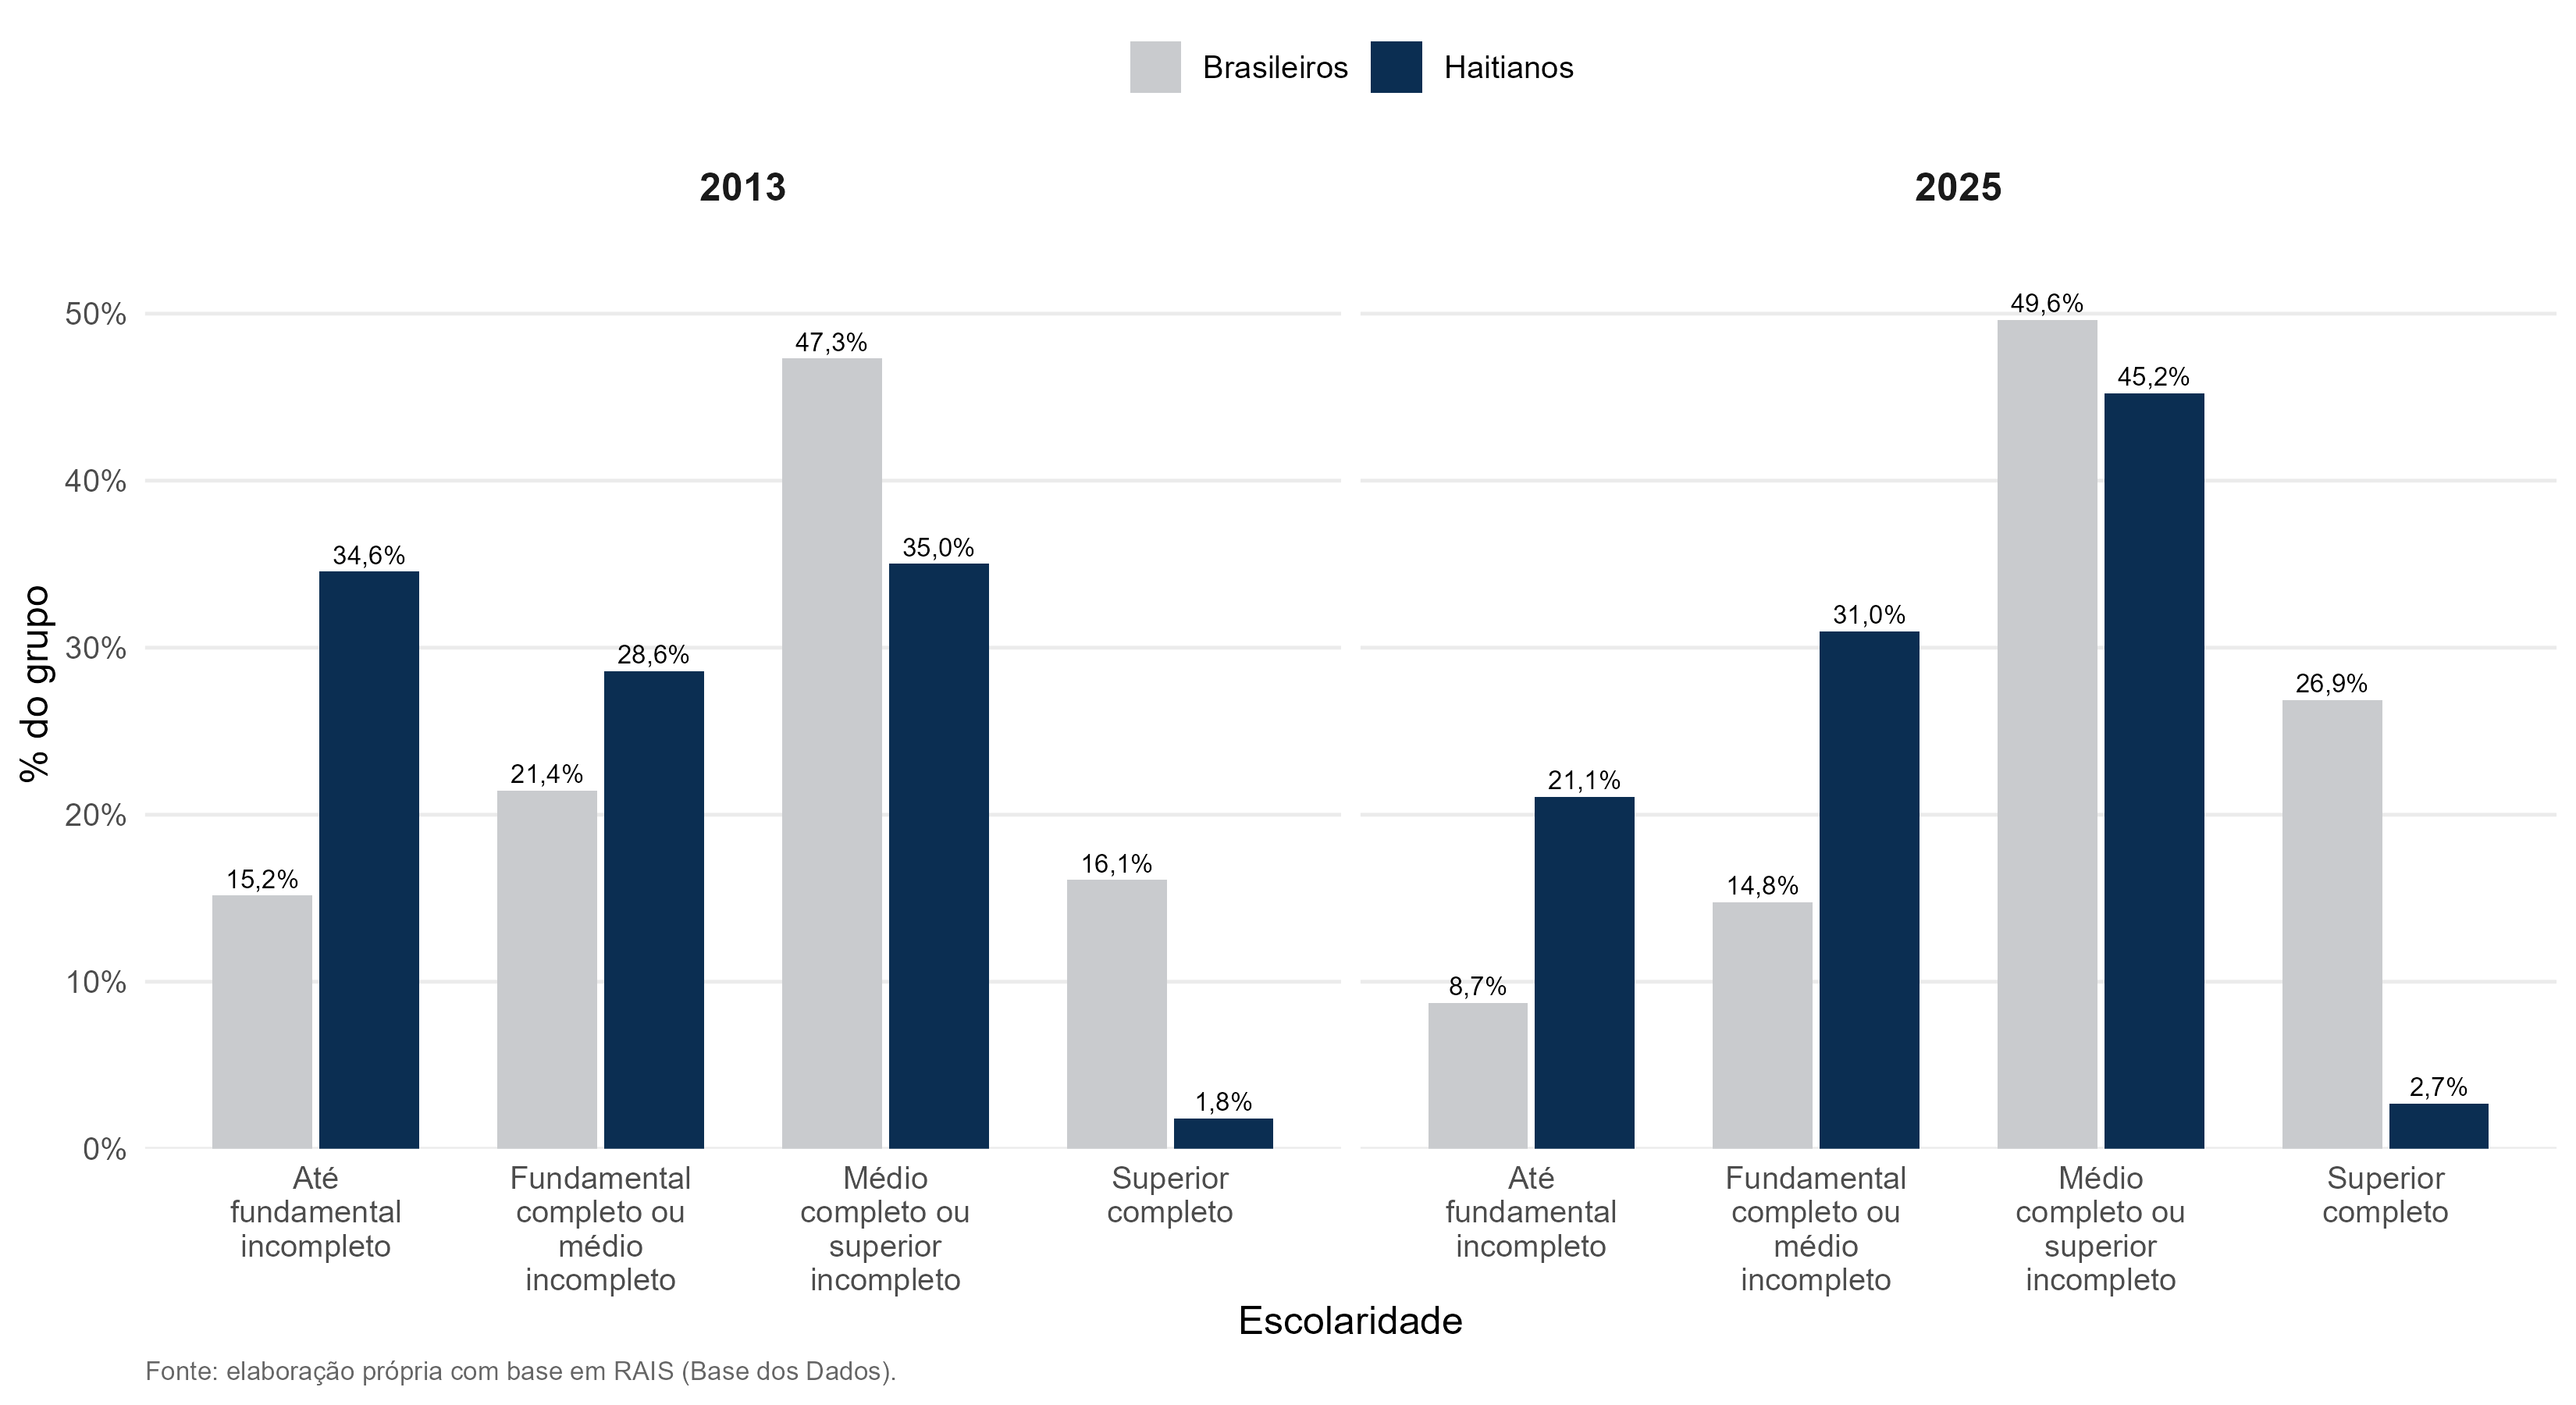 Brasileiros Haitianos
2013 2025
% do grupo
50%
40%
30%
20%
10%
0%
15,2% 34,6% 21,4% 28,6% 47,3% 35,0% 16,1% 1,8%
8,7% 21,1% 14,8% 31,0% 49,6% 45,2% 26,9% 2,7%
Até
fundamental
incompleto
Fundamental
completo ou
médio
incompleto
Médio
completo ou
superior
incompleto
Superior
completo
Até
fundamental
incompleto
Fundamental
completo ou
médio
incompleto
Médio
completo ou
superior
incompleto
Superior
completo
Escolaridade
Fonte: elaboração própria com base em RAIS (Base dos Dados).